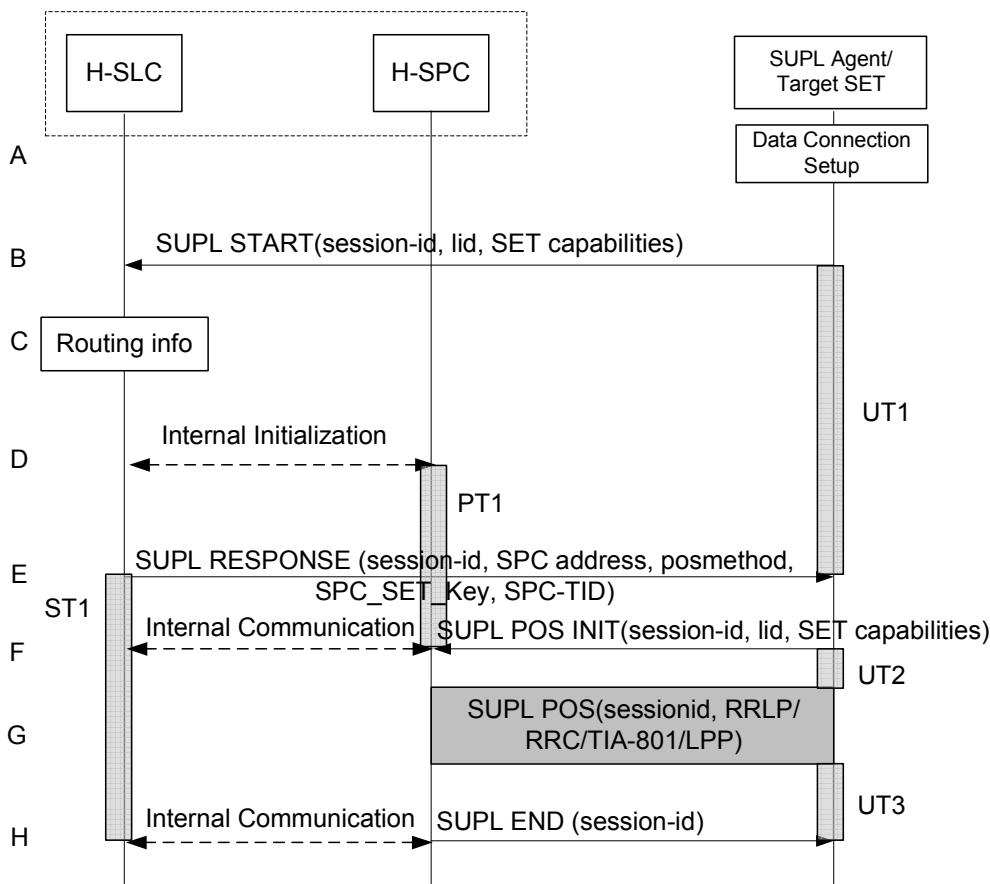 H-SLC
H-SPC
SUPL Agent/
Target SET
A
Data Connection
Setup
B
SUPL START(session-id, lid, SET capabilities)
C
Routing info
UT1
D
Internal Initialization
PT1
E
SUPL RESPONSE (session-id, SPC address, posmethod,
SPC_SET_Key, SPC-TID)
ST1
F
Internal Communication
SUPL POS INIT(session-id, lid, SET capabilities)
UT2
G
SUPL POS(sessionid, RRLP/
RRC/TIA-801/LPP)
UT3
H
Internal Communication
SUPL END (session-id)